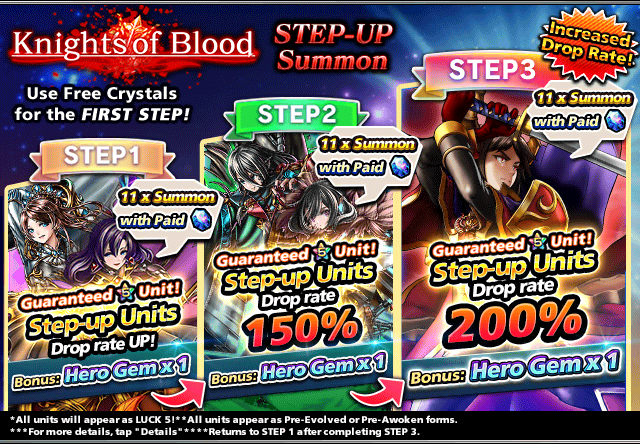 Knights of Blood
STEP-UP
Summon
Increased
Drop Rate!
Use Free Crystals
for the FIRST STEP!
STEP1
11 x Summon
with Paid
Guaranteed 5 Unit!
Step-up Units
Drop rate UP!
Bonus: Hero Gem x 1
STEP2
11 x Summon
with Paid
Guaranteed 5 Unit!
Step-up Units
Drop rate
150%
Bonus: Hero Gem x 1
STEP3
11 x Summon
with Paid
Guaranteed 5 Unit!
Step-up Units
Drop rate
200%
Bonus: Hero Gem x 1
*All units will appear as LUCK 5!**All units appear as Pre-Evolved or Pre-Awoken forms.
***For more details, tap "Details"****Returns to STEP 1 after completing STEP 3.